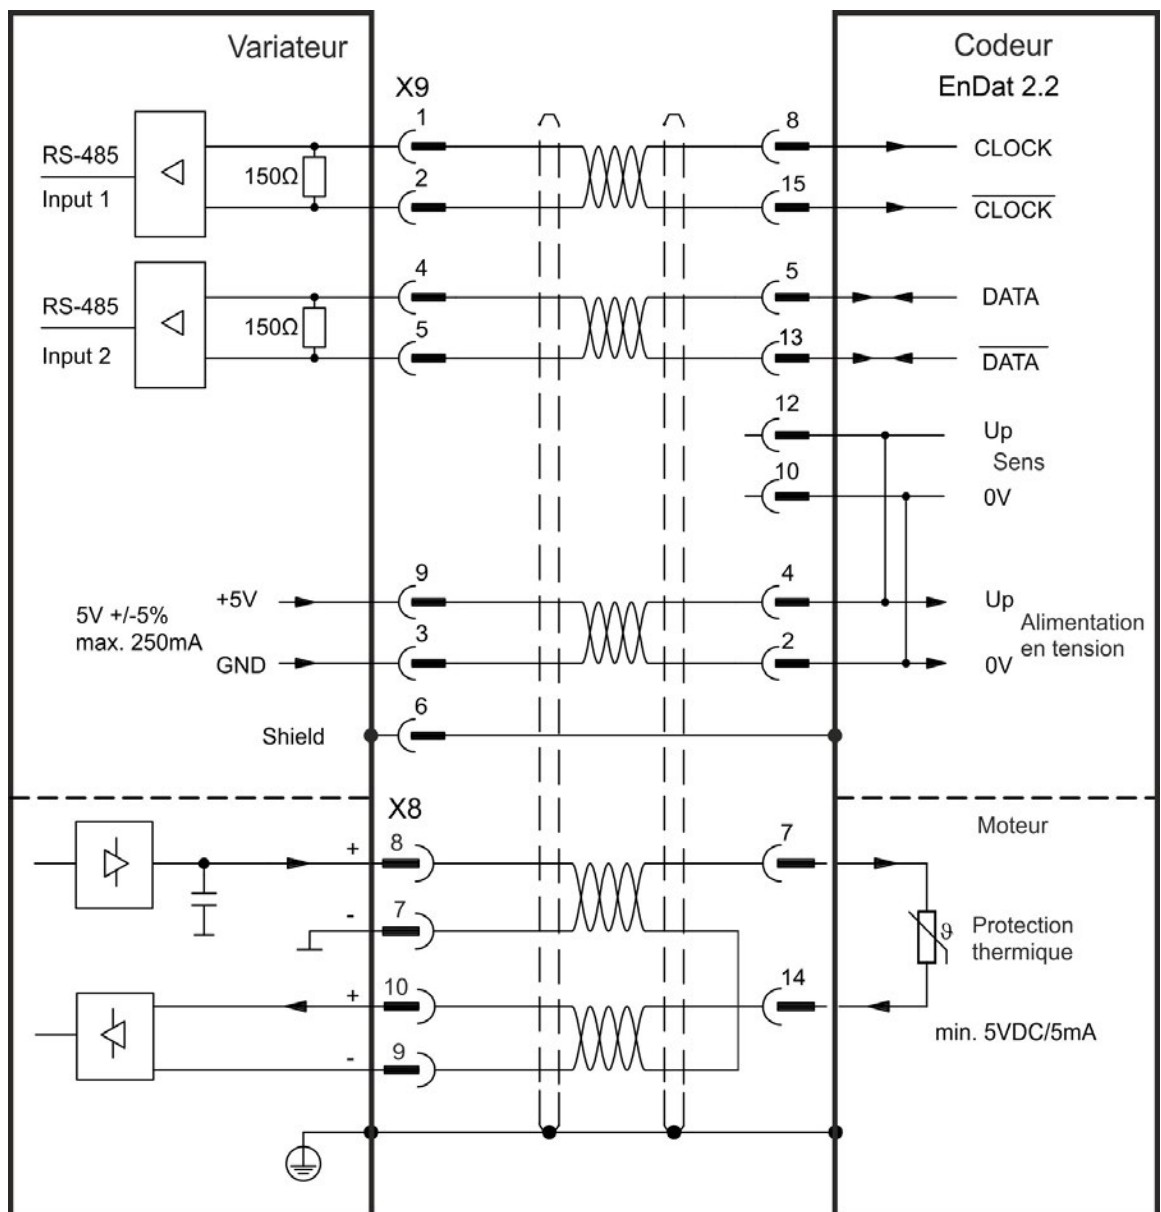 Variateur
Codeur
EnDat 2.2
X9
1
8
RS-485
150Ω
CLOCK
Input 1
2
15
CLOCK
4
5
RS-485
150Ω
DATA
Input 2
5
13
DATA
12
Up
Sens
10
0V
9
4
+5V
Up
5V +/-5%
max. 250mA
Alimentation
en tension
3
2
GND
0V
6
Shield
X8
Moteur
8
7
+
7
-
ϑ
Protection
thermique
10
14
+
min. 5VDC/5mA
9
-